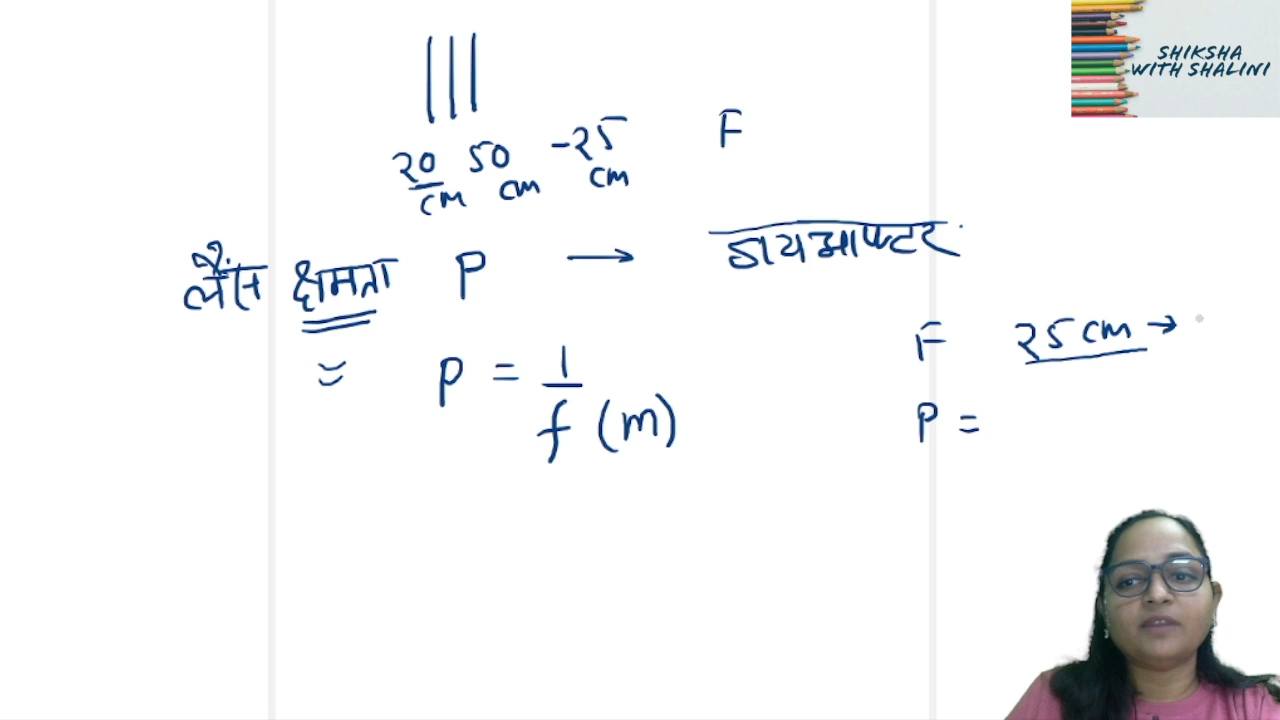 SHIKSHA
WITH SHALINI
20 50 -25 F
cm cm cm
लेंस क्षमता P → डायआप्टर
F 25 cm →
P = 1/f (m)
P =